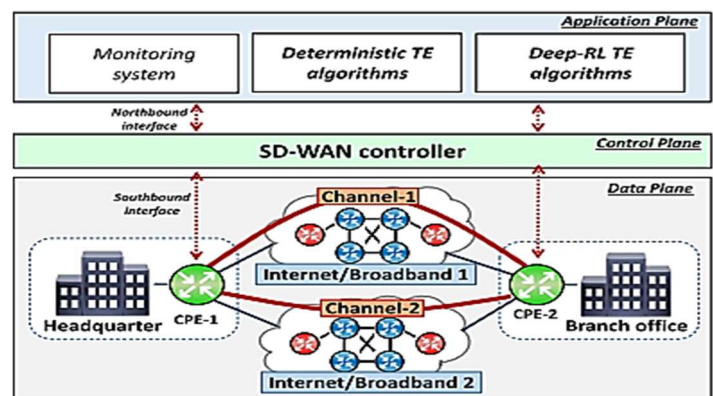 Application Plane
Monitoring
system
Deterministic TE
algorithms
Deep-RL TE
algorithms
Northbound
interface
Control Plane
SD-WAN controller
Data Plane
Southbound
Interface
Channel-1
Internet/Broadband 1
Headquarter
CPE-1
Channel-2
CPE-2
Branch office
Internet/Broadband 2